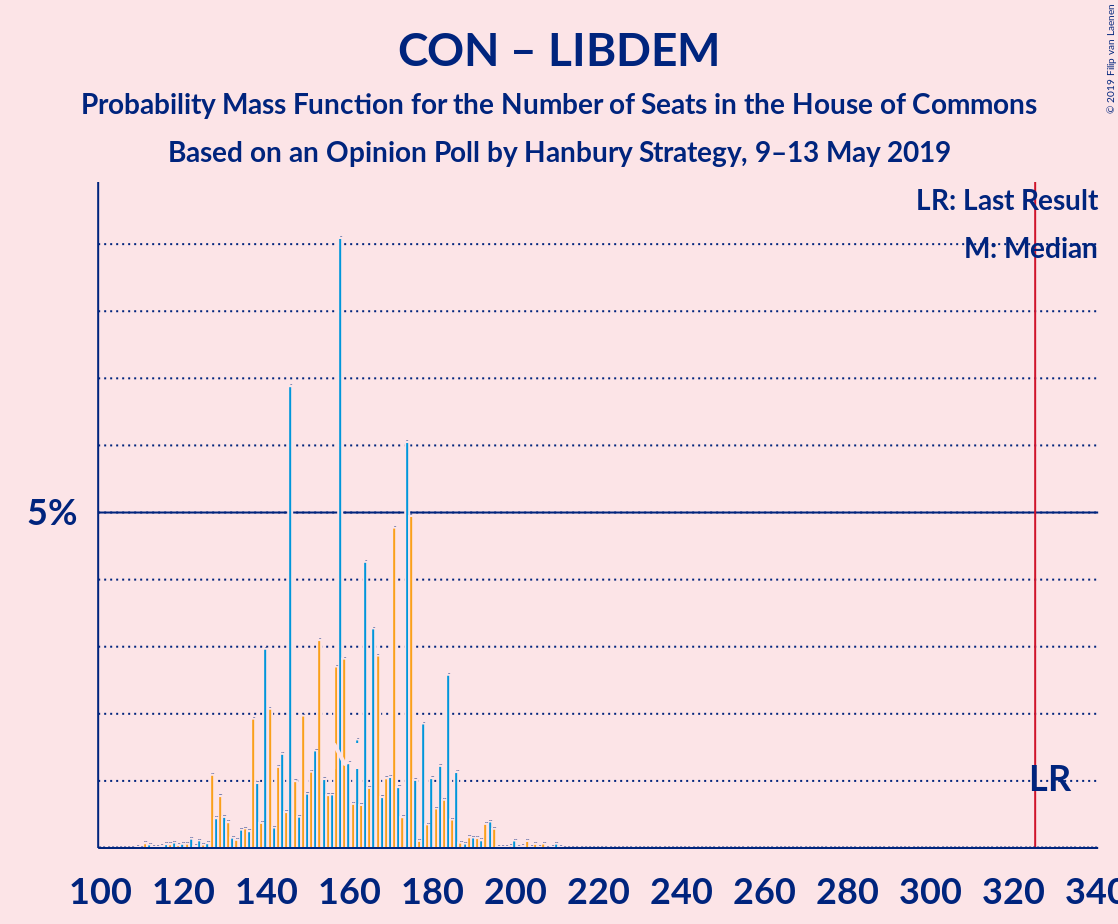 CON – LIBDEM
Probability Mass Function for the Number of Seats in the House of Commons
Based on an Opinion Poll by Hanbury Strategy, 9–13 May 2019
© 2019 Filip van Laenen
LR: Last Result
M: Median
5%
LR
100 120 140 160 180 200 220 240 260 280 300 320 340